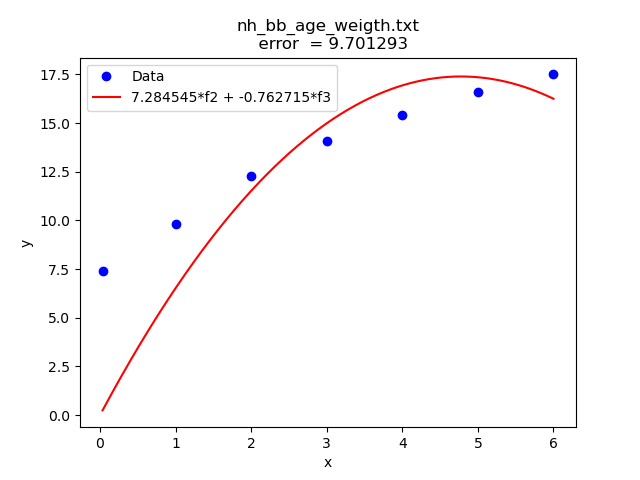 nh_bb_age_weigth.txt
error  = 9.701293
Data
7.284545*f2 + -0.762715*f3
17.5
15.0
12.5
10.0
7.5
5.0
2.5
0.0
y
0 1 2 3 4 5 6
x